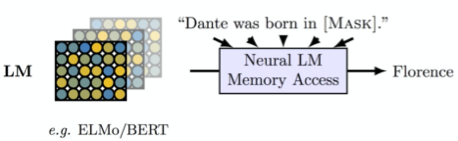 “Dante was born in [MASK].”
LM
Neural LM
Memory Access
Florence
e.g. ELMo/BERT